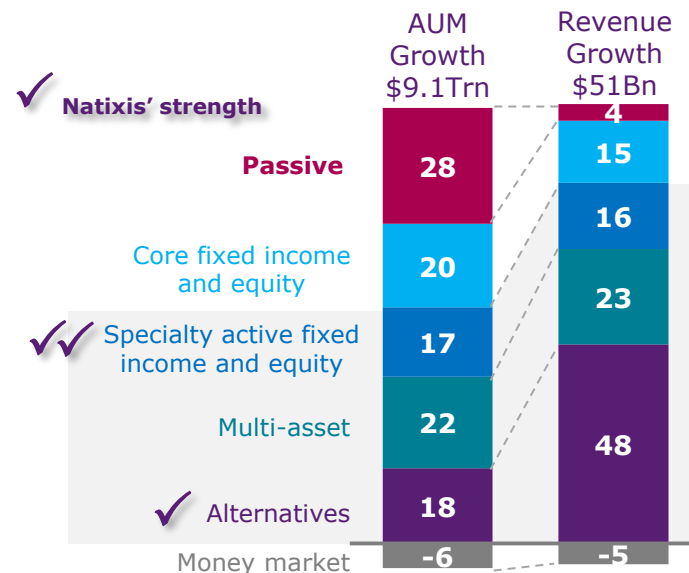 AUM
Growth
$9.1Trn
Revenue
Growth
$51Bn
Natixis’ strength
Passive
28
4
Core fixed income
and equity
20
15
Specialty active fixed
income and equity
17
16
Multi-asset
22
23
Alternatives
18
48
Money market
-6
-5